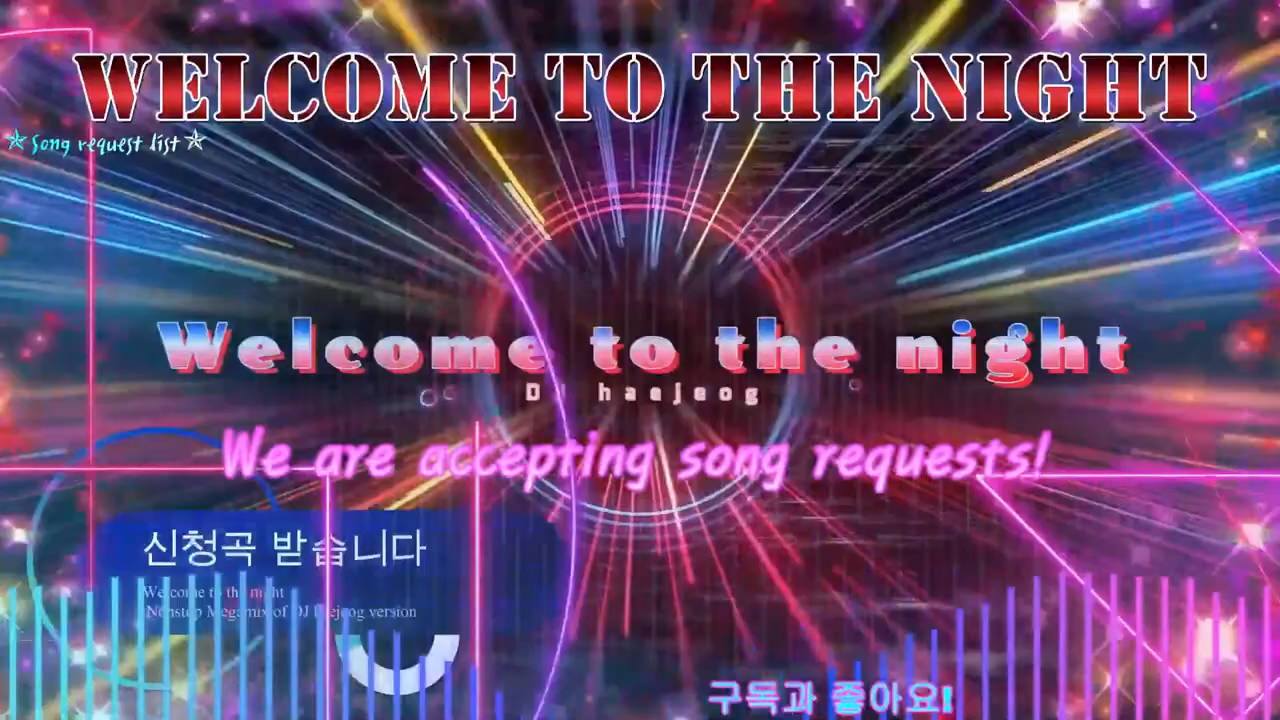 WELCOME TO THE NIGHT
Song request list
Welcome to the night
DJ haejeog
We are accepting song requests!
신청곡 받습니다
Welcome to the night
Nonstop Megamix of DJ haejeog version
구독과 좋아요!